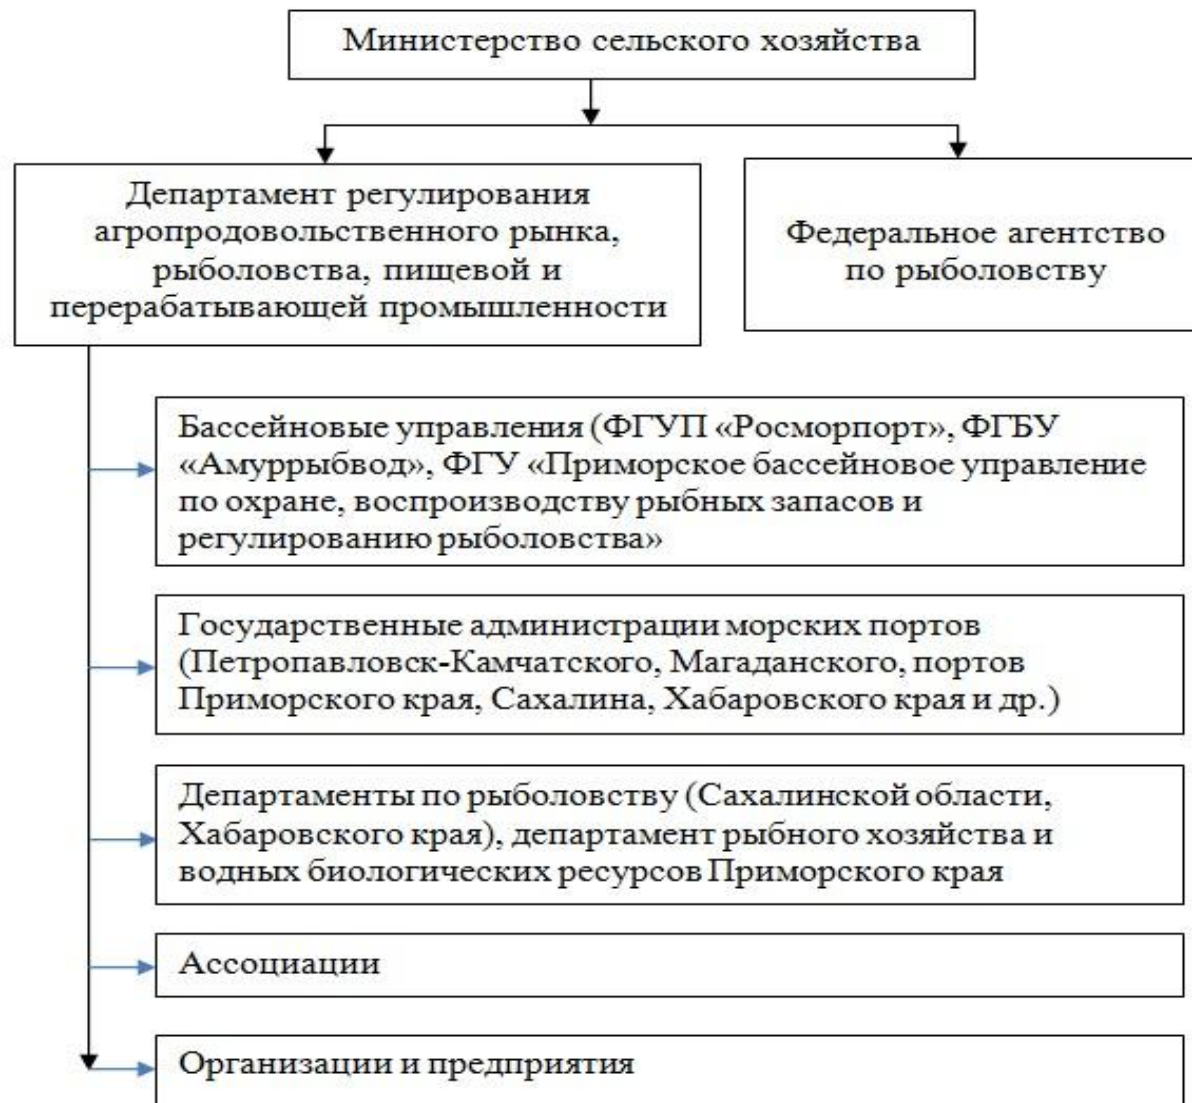 Министерство сельского хозяйства
Департамент регулирования
агропродовольственного рынка,
рыболовства, пищевой и
перерабатывающей промышленности
Федеральное агентство
по рыболовству
Бассейновые управления (ФГУП «Росморпорт», ФГБУ
«Амуррыбвод», ФГУ «Приморское бассейновое управление
по охране, воспроизводству рыбных запасов и
регулированию рыболовства»
Государственные администрации морских портов
(Петропавловск-Камчатского, Магаданского, портов
Приморского края, Сахалина, Хабаровского края и др.)
Департаменты по рыболовству (Сахалинской области,
Хабаровского края), департамент рыбного хозяйства и
водных биологических ресурсов Приморского края
Ассоциации
Организации и предприятия